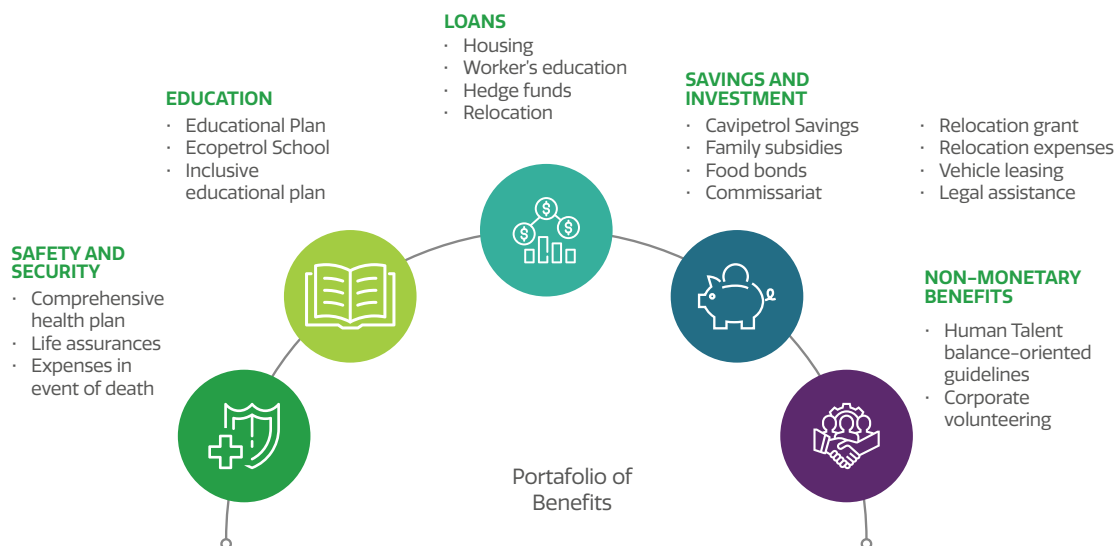 LOANS
· Housing
· Worker's education
· Hedge funds
· Relocation
EDUCATION
· Educational Plan
· Ecopetrol School
· Inclusive
educational plan
SAVINGS AND
INVESTMENT
· Cavipetrol Savings
· Family subsidies
· Food bonds
· Commissariat
· Relocation grant
· Relocation expenses
· Vehicle leasing
· Legal assistance
SAFETY AND
SECURITY
· Comprehensive
health plan
· Life assurances
· Expenses in
event of death
NON-MONETARY
BENEFITS
· Human Talent
balance-oriented
guidelines
· Corporate
volunteering
$
$
$
Portafolio of
Benefits